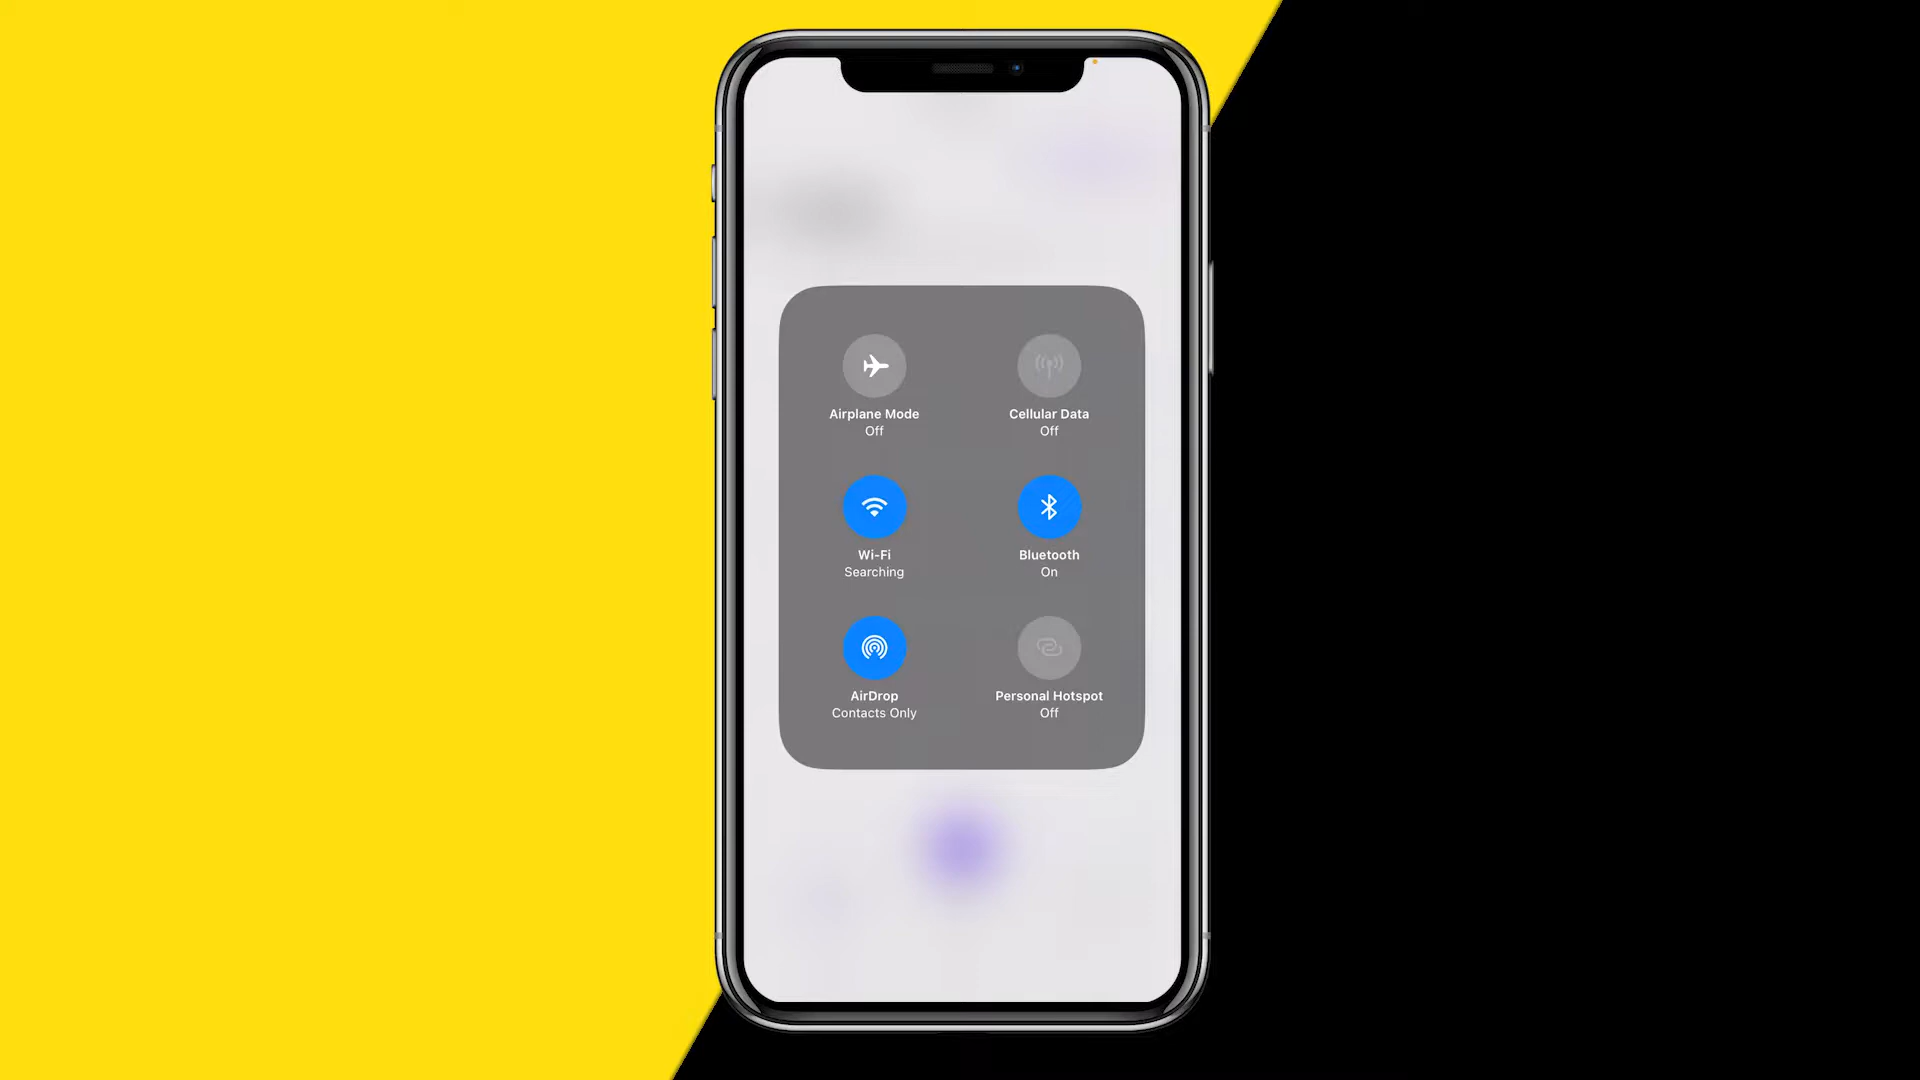 Airplane Mode
Off
Cellular Data
Off
Wi-Fi
Searching
Bluetooth
On
AirDrop
Contacts Only
Personal Hotspot
Off